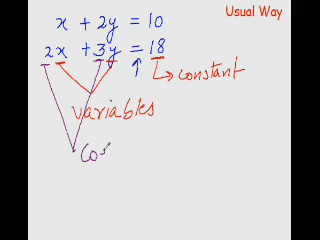 Usual Way
x + 2y = 10
2x + 3y = 18
constant
variables